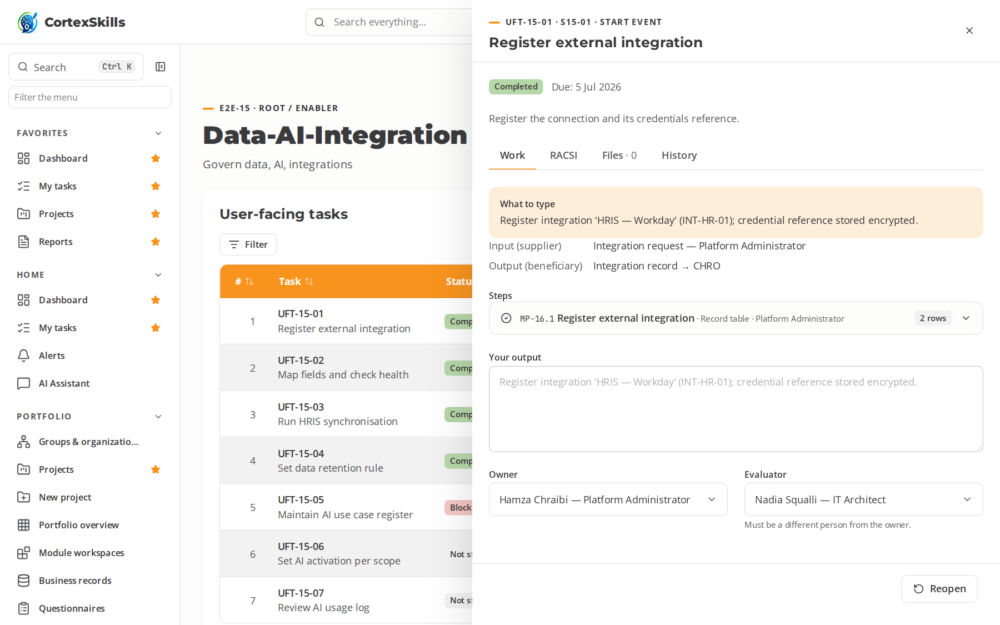 CortexSkills
Search everything...
Search
Ctrl K
Filter the menu
FAVORITES
Dashboard
My tasks
Projects
Reports
HOME
Dashboard
My tasks
Alerts
AI Assistant
PORTFOLIO
Groups & organizatio...
Projects
New project
Portfolio overview
Module workspaces
Business records
Questionnaires
E2E-15 · ROOT / ENABLER
Data-AI-Integration
Govern data, AI, integrations
User-facing tasks
Filter
# Task Statu
1 UFT-15-01 Comp
Register external integration
2 UFT-15-02 Comp
Map fields and check health
3 UFT-15-03 Comp
Run HRIS synchronisation
4 UFT-15-04 Comp
Set data retention rule
5 UFT-15-05 Block
Maintain AI use case register
6 UFT-15-06 Not st
Set AI activation per scope
7 UFT-15-07 Not st
Review AI usage log
UFT-15-01 · S15-01 · START EVENT
Register external integration
Completed Due: 5 Jul 2026
Register the connection and its credentials reference.
Work RACSI Files · 0 History
What to type
Register integration 'HRIS — Workday' (INT-HR-01); credential reference stored encrypted.
Input (supplier) Integration request — Platform Administrator
Output (beneficiary) Integration record → CHRO
Steps
MP-16.1 Register external integration · Record table · Platform Administrator 2 rows
Your output
Register integration 'HRIS — Workday' (INT-HR-01); credential reference stored encrypted.
Owner
Hamza Chraibi — Platform Administrator
Evaluator
Nadia Squalli — IT Architect
Must be a different person from the owner.
Reopen